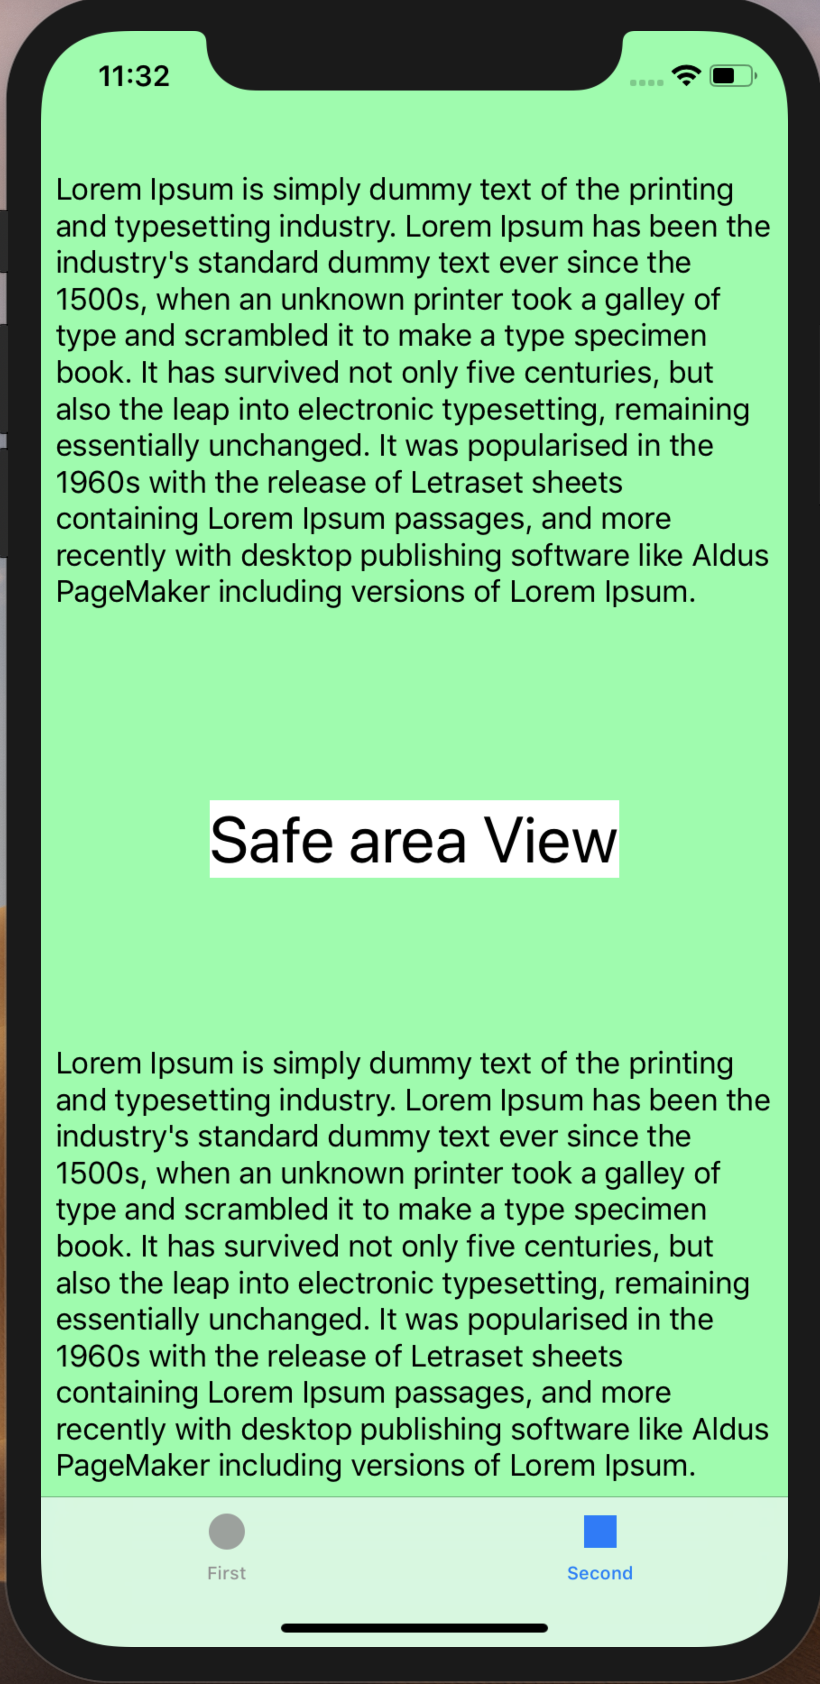 11:32
Lorem Ipsum is simply dummy text of the printing
and typesetting industry. Lorem Ipsum has been the
industry's standard dummy text ever since the
1500s, when an unknown printer took a galley of
type and scrambled it to make a type specimen
book. It has survived not only five centuries, but
also the leap into electronic typesetting, remaining
essentially unchanged. It was popularised in the
1960s with the release of Letraset sheets
containing Lorem Ipsum passages, and more
recently with desktop publishing software like Aldus
PageMaker including versions of Lorem Ipsum.
Safe area View
Lorem Ipsum is simply dummy text of the printing
and typesetting industry. Lorem Ipsum has been the
industry's standard dummy text ever since the
1500s, when an unknown printer took a galley of
type and scrambled it to make a type specimen
book. It has survived not only five centuries, but
also the leap into electronic typesetting, remaining
essentially unchanged. It was popularised in the
1960s with the release of Letraset sheets
containing Lorem Ipsum passages, and more
recently with desktop publishing software like Aldus
PageMaker including versions of Lorem Ipsum.
First
Second